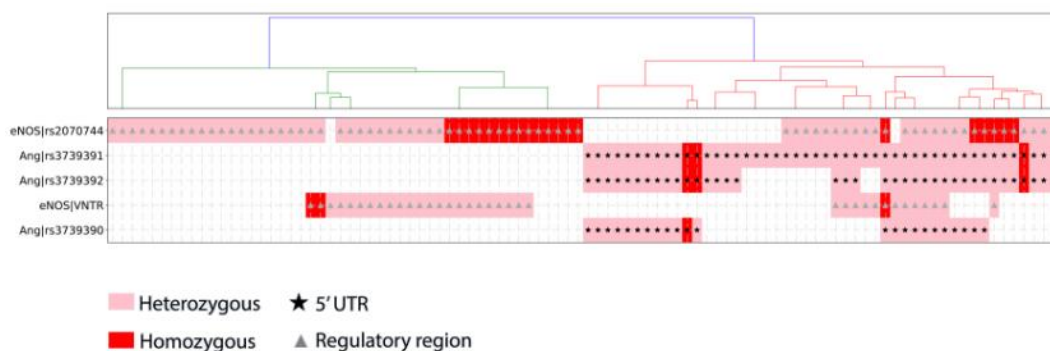 eNOS|rs2070744
Ang|rs3739391
Ang|rs3739392
eNOS|VNTR
Ang|rs3739390
Heterozygous
5' UTR
Homozygous
Regulatory region